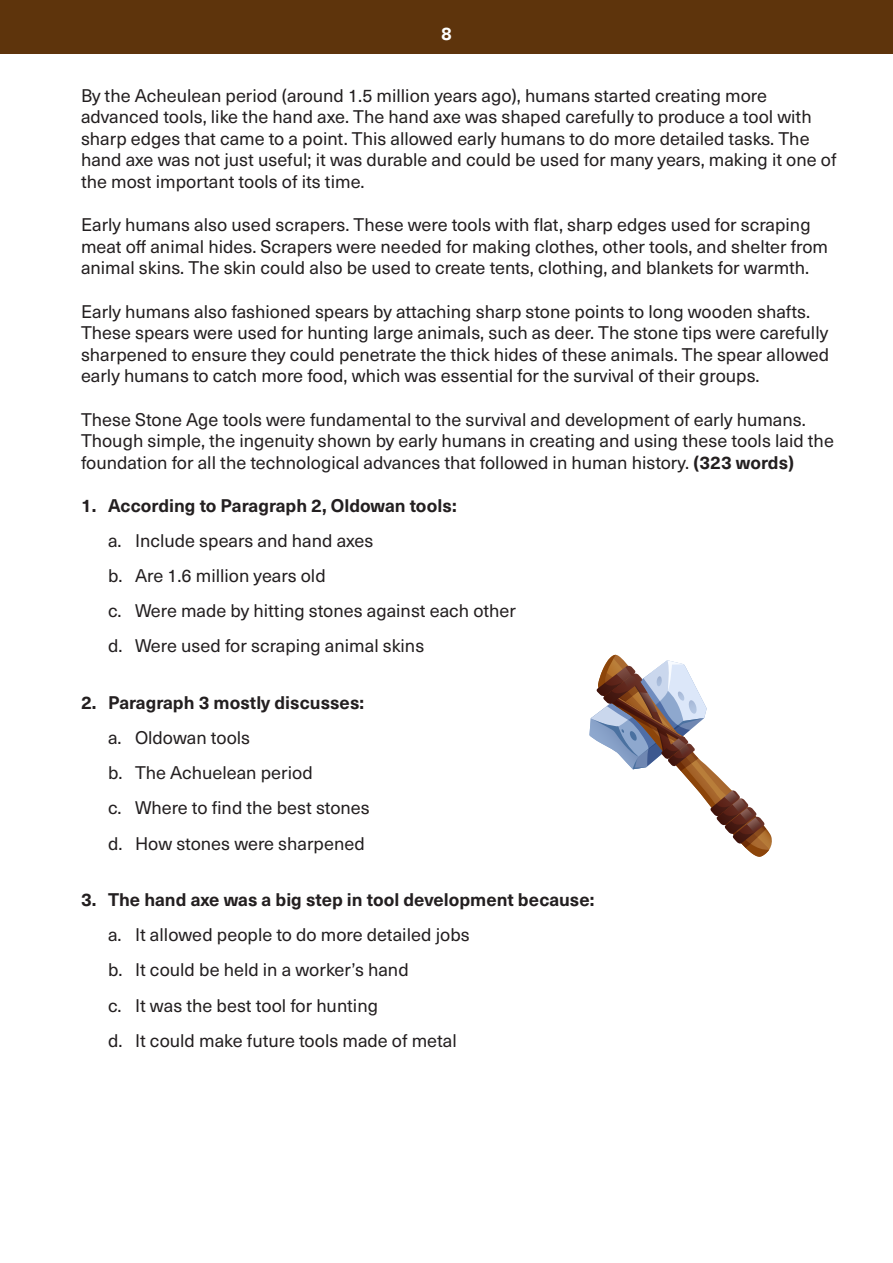 8
By the Acheulean period (around 1.5 million years ago), humans started creating more
advanced tools, like the hand axe. The hand axe was shaped carefully to produce a tool with
sharp edges that came to a point. This allowed early humans to do more detailed tasks. The
hand axe was not just useful; it was durable and could be used for many years, making it one of
the most important tools of its time.
Early humans also used scrapers. These were tools with flat, sharp edges used for scraping
meat off animal hides. Scrapers were needed for making clothes, other tools, and shelter from
animal skins. The skin could also be used to create tents, clothing, and blankets for warmth.
Early humans also fashioned spears by attaching sharp stone points to long wooden shafts.
These spears were used for hunting large animals, such as deer. The stone tips were carefully
sharpened to ensure they could penetrate the thick hides of these animals. The spear allowed
early humans to catch more food, which was essential for the survival of their groups.
These Stone Age tools were fundamental to the survival and development of early humans.
Though simple, the ingenuity shown by early humans in creating and using these tools laid the
foundation for all the technological advances that followed in human history. (323 words)
1. According to Paragraph 2, Oldowan tools:
a. Include spears and hand axes
b. Are 1.6 million years old
c. Were made by hitting stones against each other
d. Were used for scraping animal skins
2. Paragraph 3 mostly discusses:
a. Oldowan tools
b. The Achuelean period
c. Where to find the best stones
d. How stones were sharpened
3. The hand axe was a big step in tool development because:
a. It allowed people to do more detailed jobs
b. It could be held in a worker's hand
c. It was the best tool for hunting
d. It could make future tools made of metal